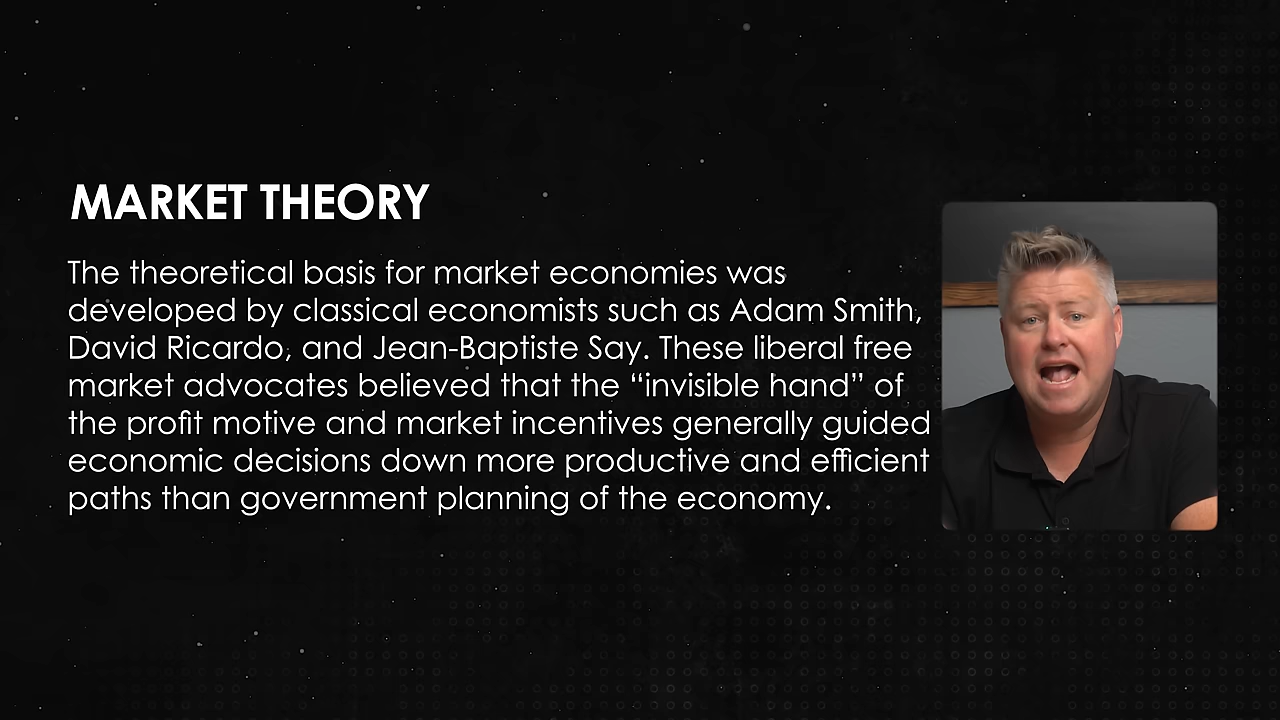 MARKET THEORY
The theoretical basis for market economies was
developed by classical economists such as Adam Smith,
David Ricardo, and Jean-Baptiste Say. These liberal free
market advocates believed that the “invisible hand” of
the profit motive and market incentives generally guided
economic decisions down more productive and efficient
paths than government planning of the economy.